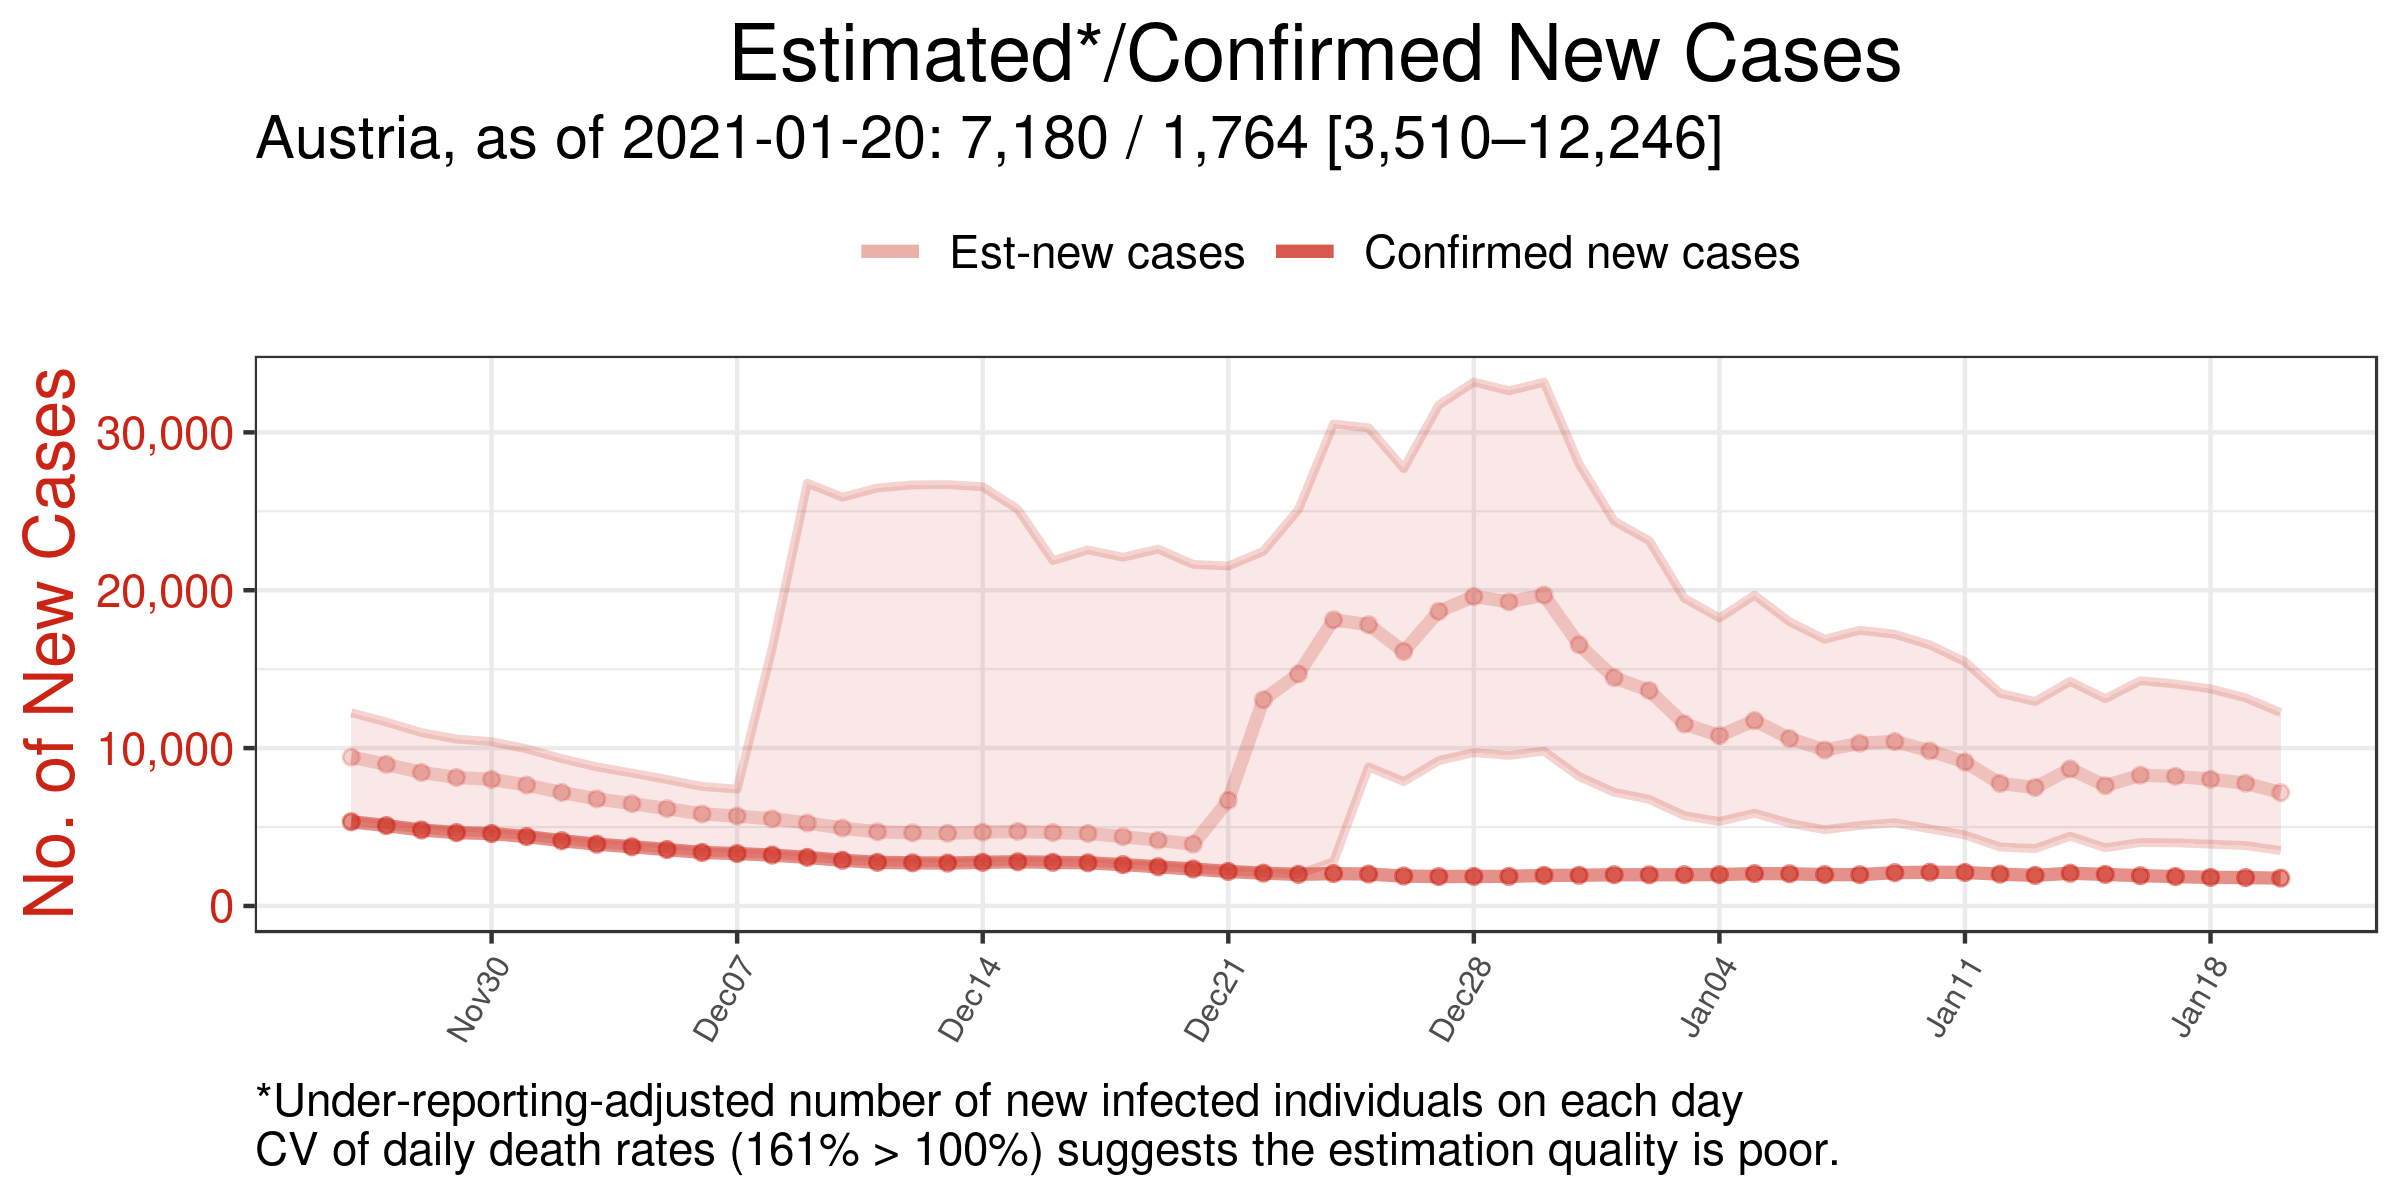 Estimated*/Confirmed New Cases
Austria, as of 2021-01-20: 7,180 / 1,764 [3,510–12,246]
Est-new cases Confirmed new cases
No. of New Cases
30,000
20,000
10,000
0
Nov30 Dec07 Dec14 Dec21 Dec28 Jan04 Jan11 Jan18
*Under-reporting-adjusted number of new infected individuals on each day
CV of daily death rates (161% > 100%) suggests the estimation quality is poor.